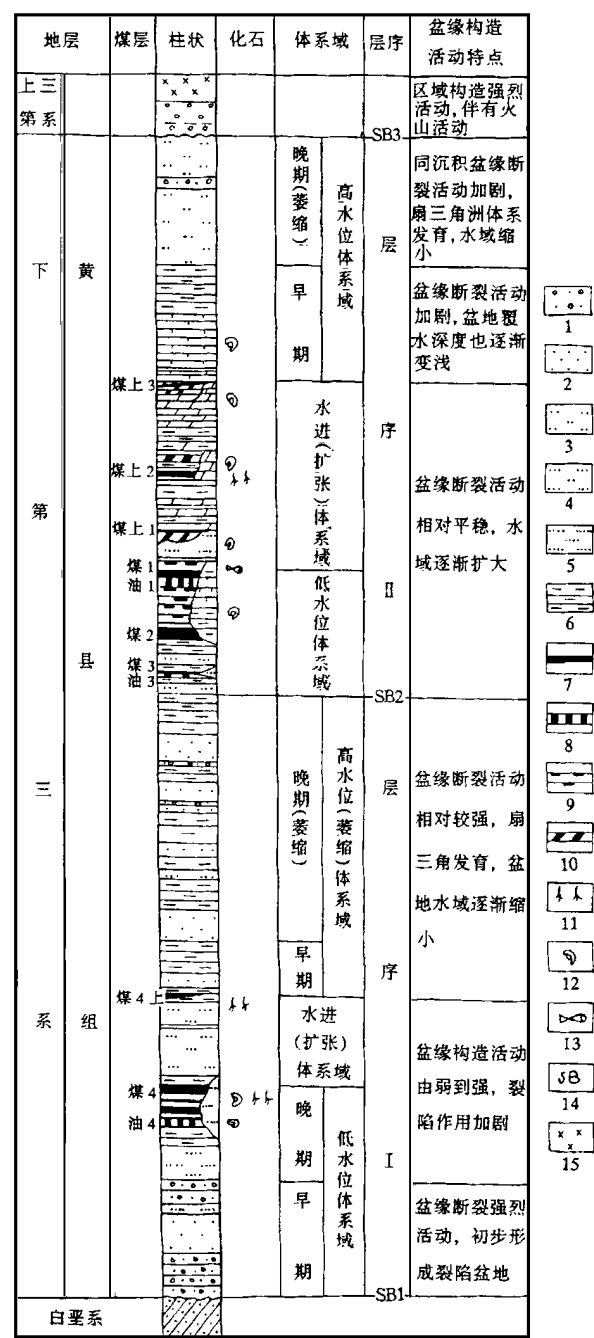 地层 煤层 柱状 化石 体系域 层序 盆缘构造
活动特点
上三
第系
下
第
三
系
黄
县
组
白垩系
煤上3
煤上2
煤上1
煤1
油1
煤2
煤3
油3
煤4上
煤4
油4
晚期(萎缩)
早
期
高水位体系域
水进(扩张)体系域
低水位体系域
晚期(萎缩)
早
期
高水位(萎缩)体系域
水进
(扩张)
体系域
晚
期
早
期
低水位体系域
SB3
层
序
II
SB2
层
序
I
SB1
区域构造强烈
活动,伴有火
山活动
同沉积盆缘断
裂活动加剧,
扇三角洲体系
发育,水域缩
小
盆缘断裂活动
加剧,盆地覆
水深度也逐渐
变浅
盆缘断裂活动
相对平稳,水
域逐渐扩大
盆缘断裂活动
相对较强,扇
三角发育,盆
地水域逐渐缩
小
盆缘构造活动
由弱到强,裂
陷作用加剧
盆缘断裂强烈
活动,初步形
成裂陷盆地
1
2
3
4
5
6
7
8
9
10
11
12
13
SB
14
15